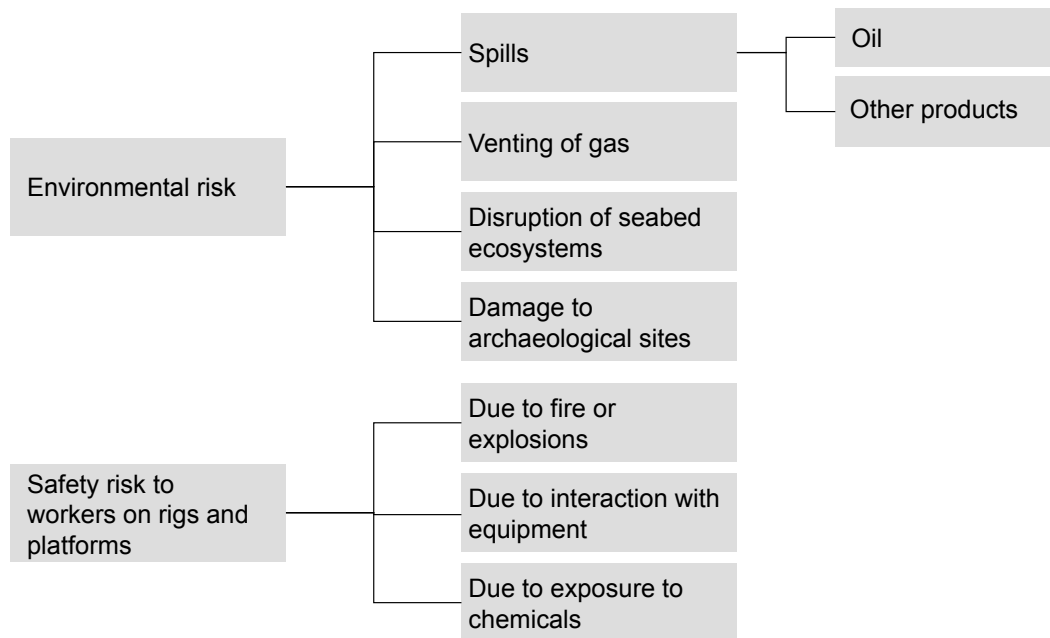 Environmental risk
Spills
Oil
Other products
Venting of gas
Disruption of seabed
ecosystems
Damage to
archaeological sites
Safety risk to
workers on rigs and
platforms
Due to fire or
explosions
Due to interaction with
equipment
Due to exposure to
chemicals